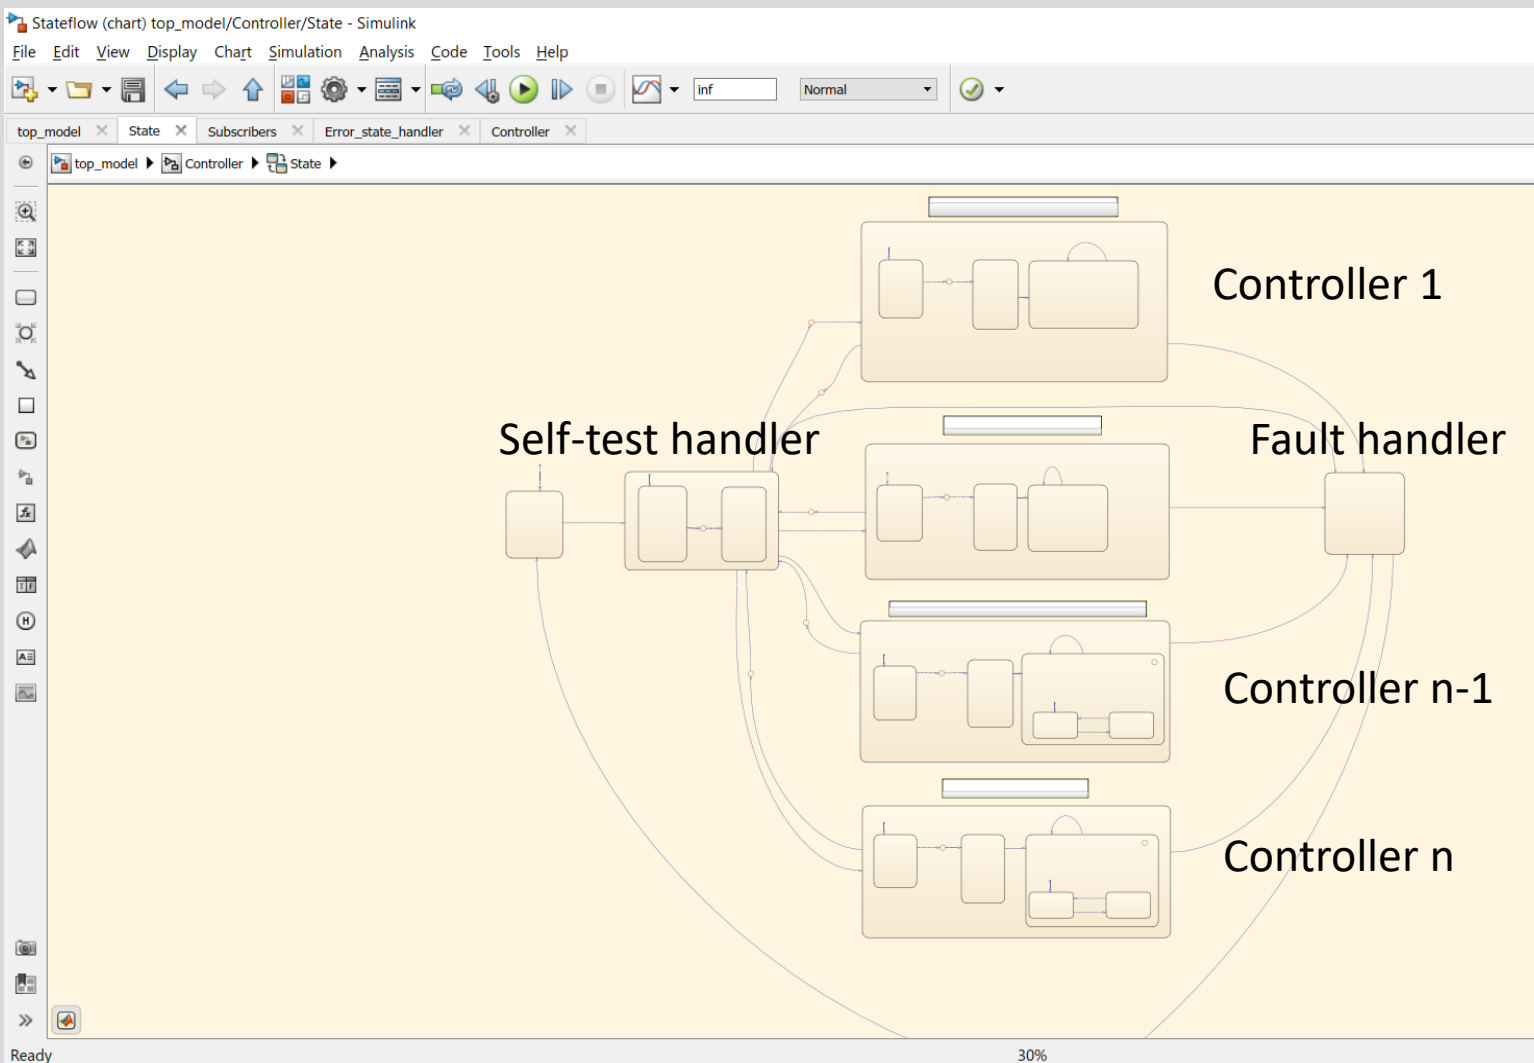 Stateflow (chart) top_model/Controller/State - Simulink
File Edit View Display Chart Simulation Analysis Code Tools Help
inf Normal
top_model State Subscribers Error_state_handler Controller
top_model Controller State
Controller 1
Self-test handler
Fault handler
Controller n-1
Controller n
Ready 30%